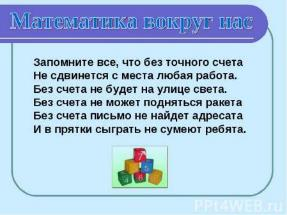 Математика вокруг нас
Запомните все, что без точного счета
Не сдвинется с места любая работа.
Без счета не будет на улице света.
Без счета не может подняться ракета
Без счета письмо не найдет адресата
И в прятки сыграть не сумеют ребята.
PPt4WEB.ru